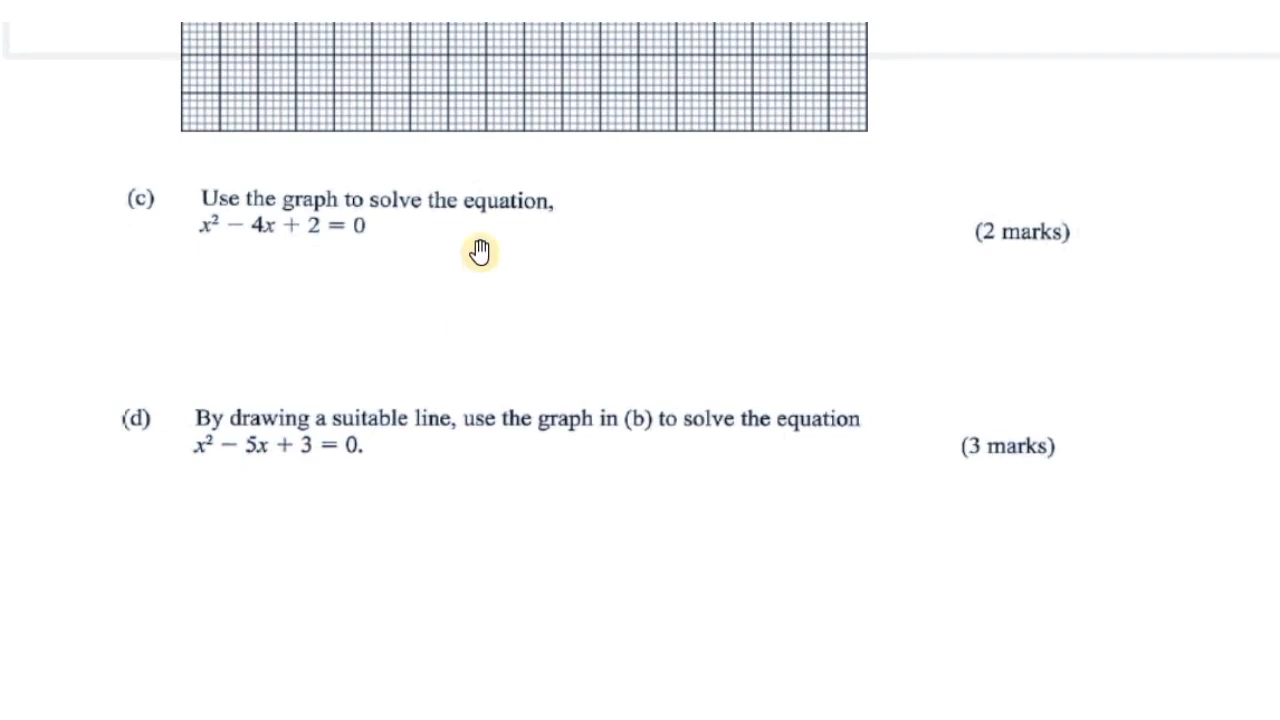 (c) Use the graph to solve the equation,
x² − 4x + 2 = 0
(2 marks)
(d) By drawing a suitable line, use the graph in (b) to solve the equation
x² − 5x + 3 = 0.
(3 marks)